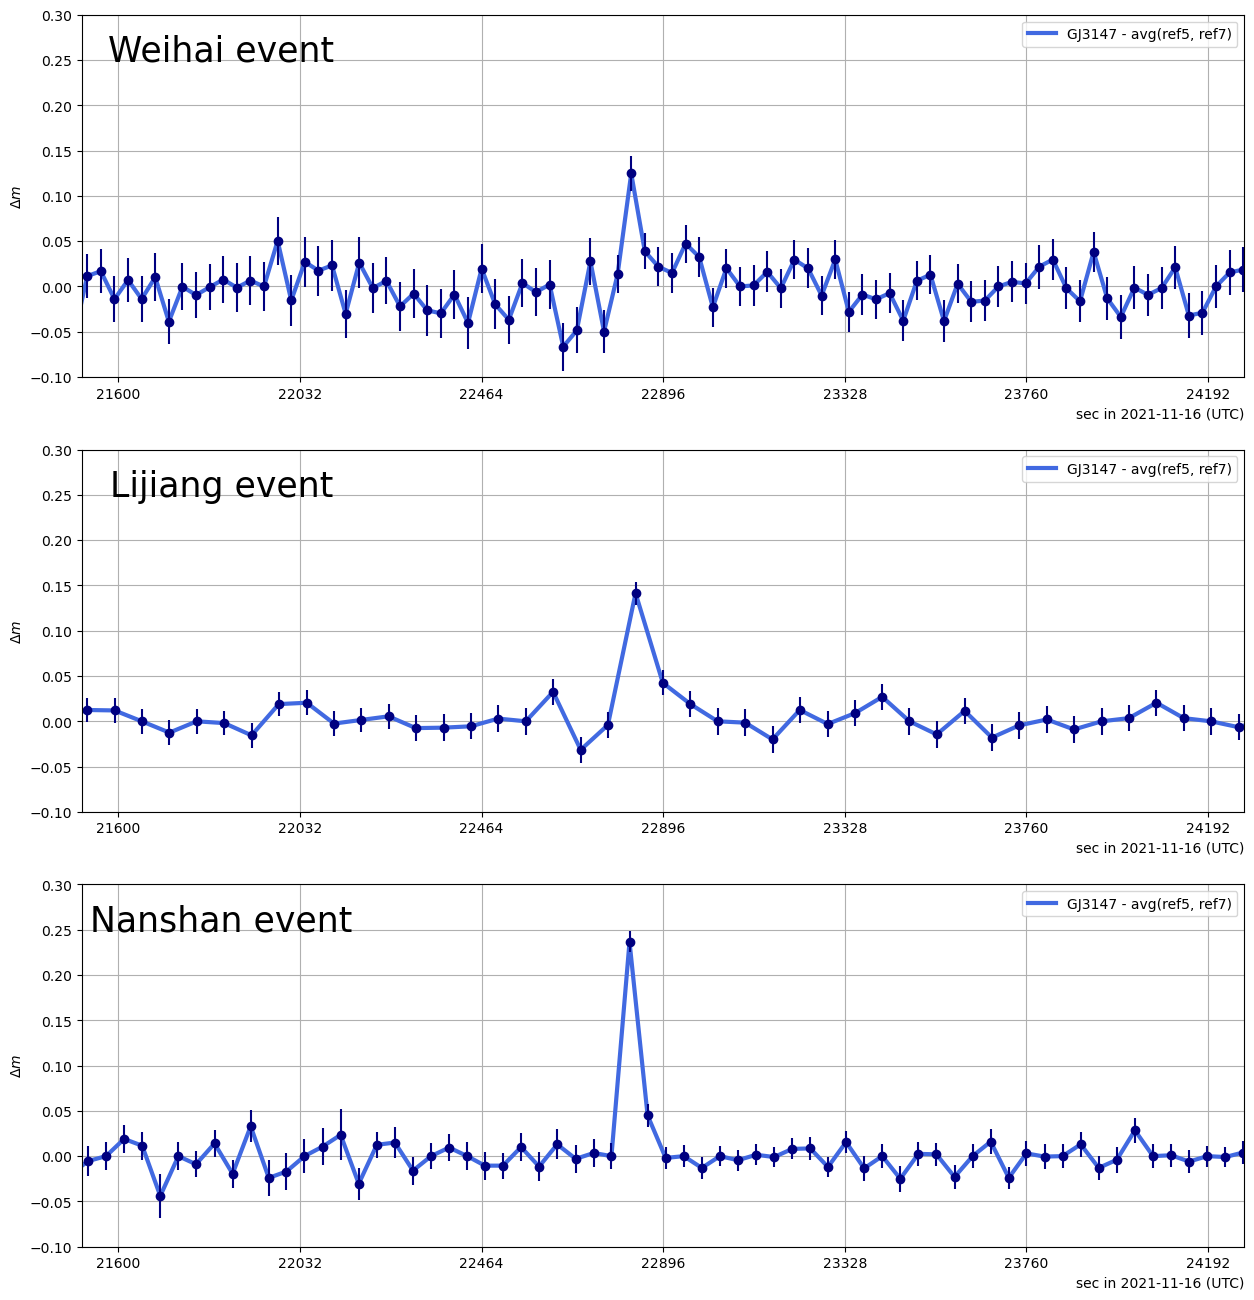 Weihai event
GJ3147 - avg(ref5, ref7)
0.30
0.25
0.20
0.15
0.10
0.05
0.00
−0.05
−0.10
Δm
21600 22032 22464 22896 23328 23760 24192
sec in 2021-11-16 (UTC)
Lijiang event
GJ3147 - avg(ref5, ref7)
0.30
0.25
0.20
0.15
0.10
0.05
0.00
−0.05
−0.10
Δm
21600 22032 22464 22896 23328 23760 24192
sec in 2021-11-16 (UTC)
Nanshan event
GJ3147 - avg(ref5, ref7)
0.30
0.25
0.20
0.15
0.10
0.05
0.00
−0.05
−0.10
Δm
21600 22032 22464 22896 23328 23760 24192
sec in 2021-11-16 (UTC)